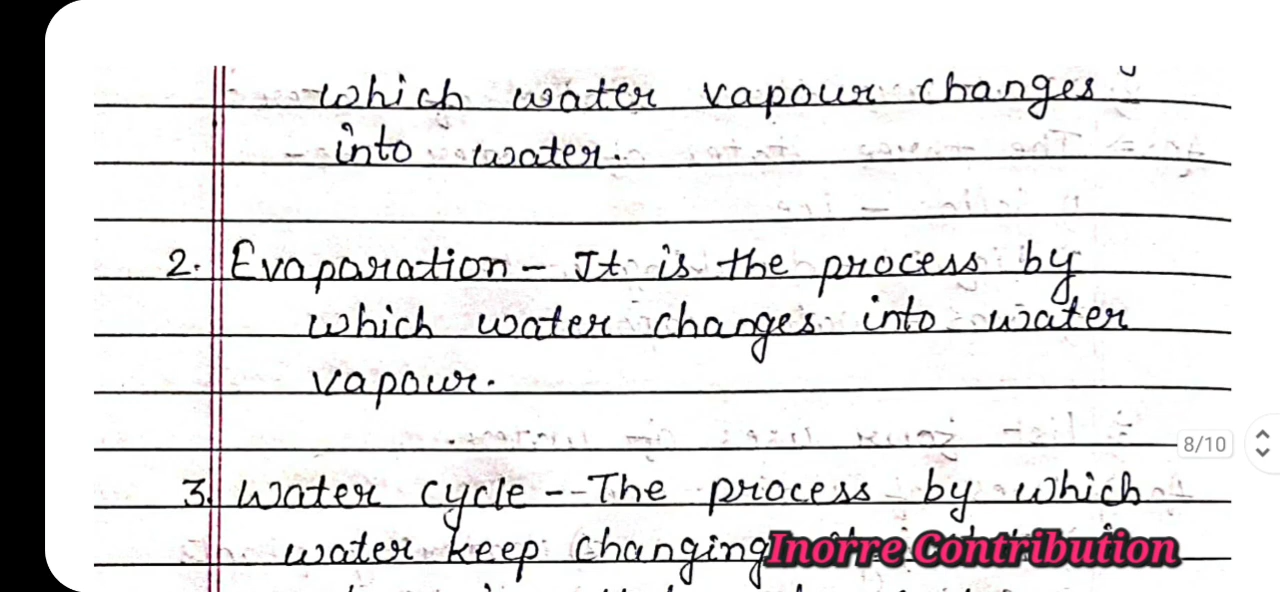 which water vapour changes
into water.
2. Evaparation - It is the process by
which water changes into water
vapour.
8/10
3. Water cycle -- The process by which
water keep changing
Inorre Contribution